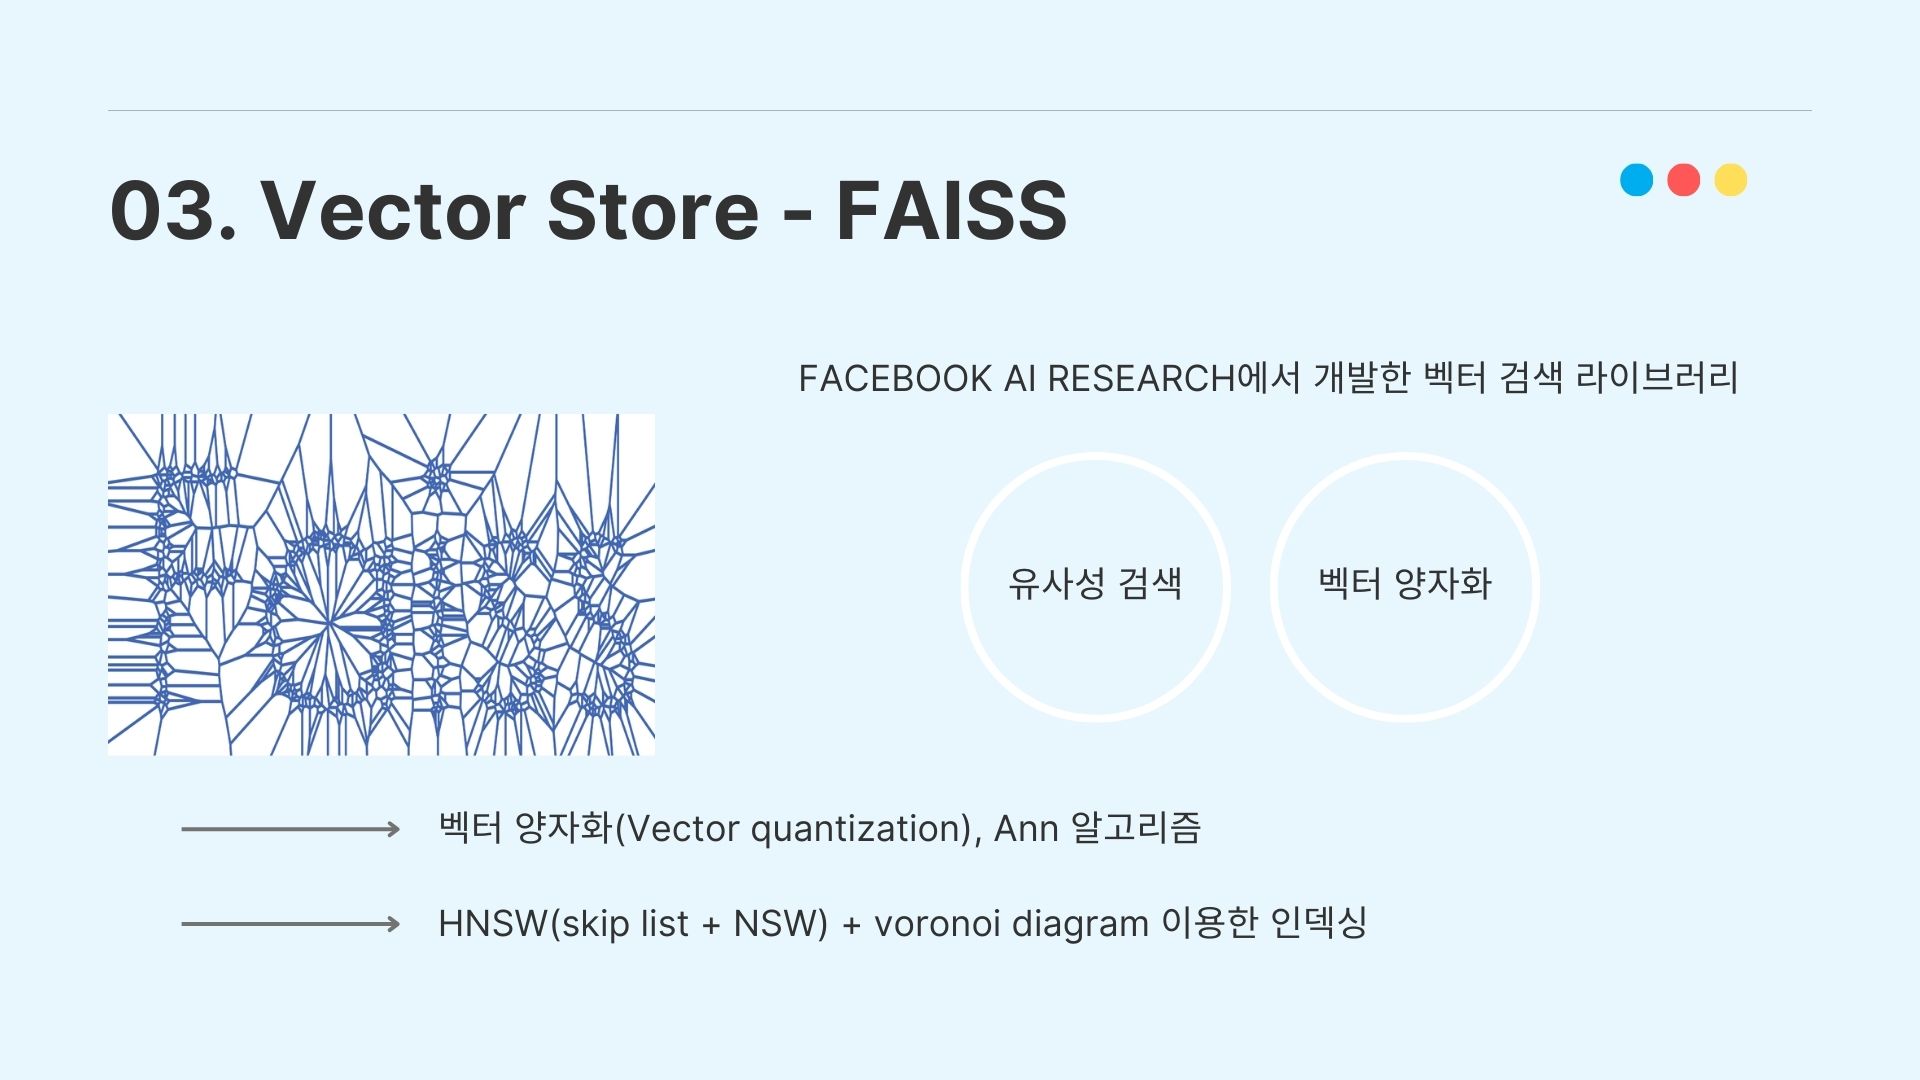 03. Vector Store - FAISS
FACEBOOK AI RESEARCH에서 개발한 벡터 검색 라이브러리
유사성 검색
벡터 양자화
벡터 양자화(Vector quantization), Ann 알고리즘
HNSW(skip list + NSW) + voronoi diagram 이용한 인덱싱